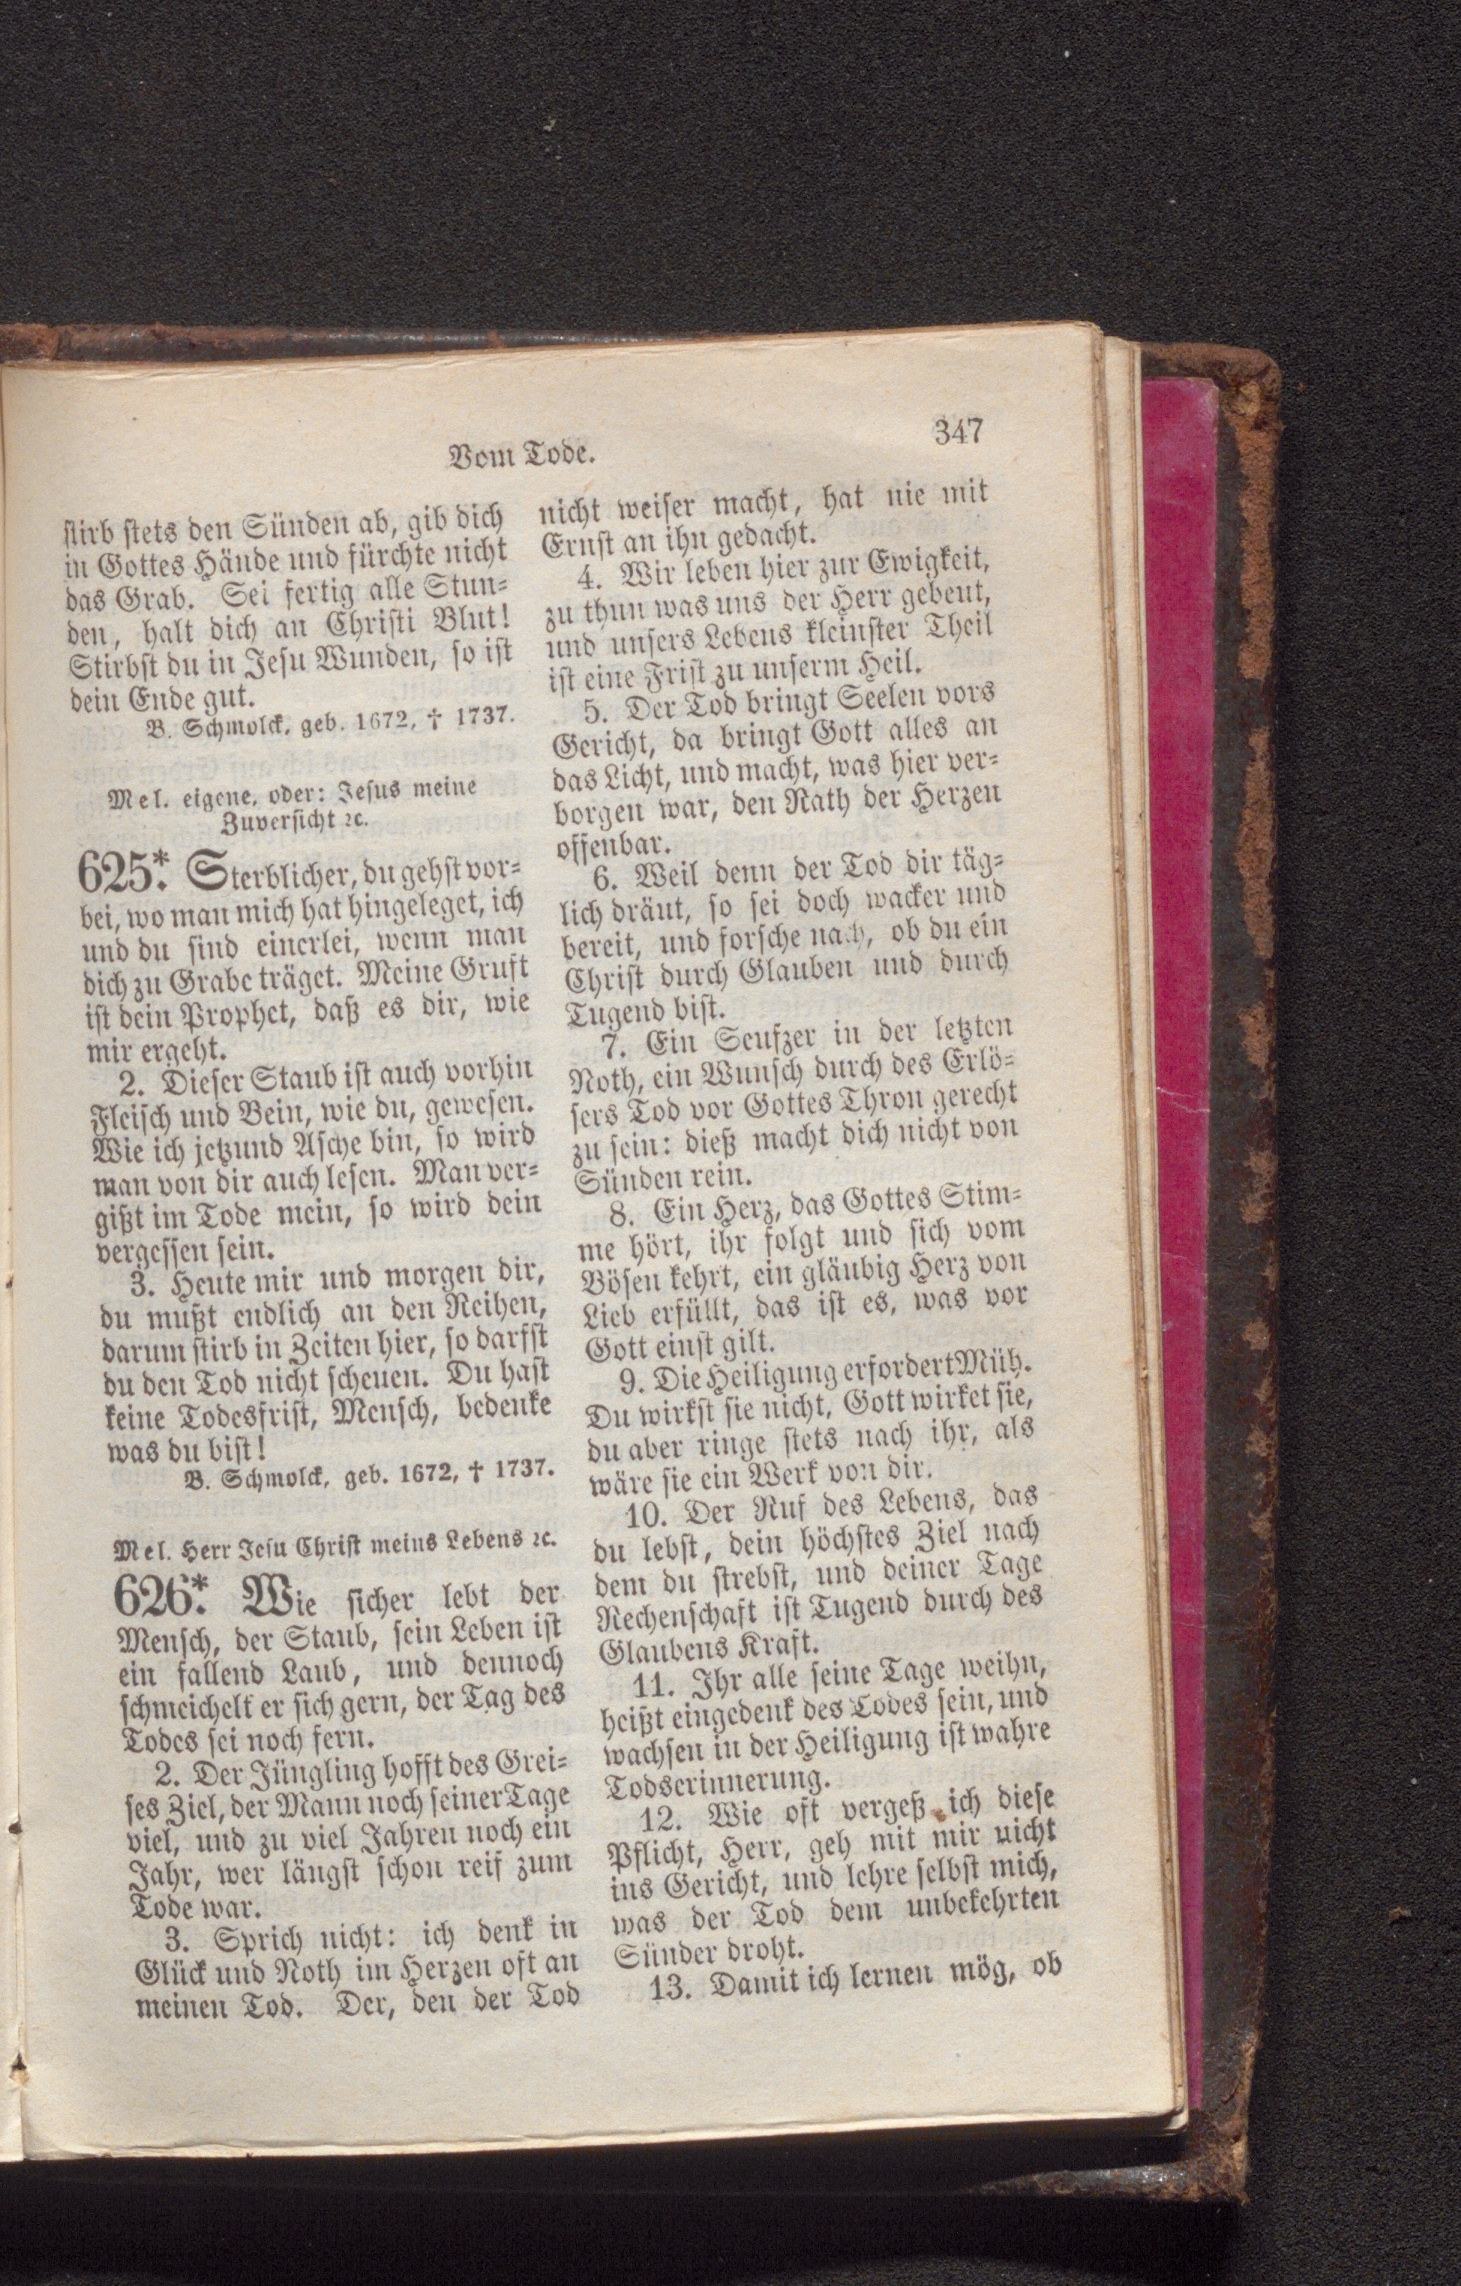 Vom Tode.
347
stirb stets den Sünden ab, gib dich
in Gottes Hände und fürchte nicht
das Grab. Sei fertig alle Stun-
den, halt dich an Christi Blut!
Stirbst du in Jesu Wunden, so ist
dein Ende gut.
B. Schmolck, geb. 1672, † 1737.
Mel. eigene, oder: Jesus meine
Zuversicht ꝛc.
625*. Sterblicher, du gehst vor-
bei, wo man mich hat hingeleget, ich
und du sind einerlei, wenn man
dich zu Grabe träget. Meine Gruft
ist dein Prophet, daß es dir, wie
mir ergeht.
2. Dieser Staub ist auch vorhin
Fleisch und Bein, wie du, gewesen.
Wie ich jetzund Asche bin, so wird
man von dir auch lesen. Man ver-
gißt im Tode mein, so wird dein
vergessen sein.
3. Heute mir und morgen dir,
du mußt endlich an den Reihen,
darum stirb in Zeiten hier, so darfst
du den Tod nicht scheuen. Du hast
keine Todesfrist, Mensch, bedenke
was du bist!
B. Schmolck, geb. 1672, † 1737.
Mel. Herr Jesu Christ meins Lebens ꝛc.
626*. Wie sicher lebt der
Mensch, der Staub, sein Leben ist
ein fallend Laub, und dennoch
schmeichelt er sich gern, der Tag des
Todes sei noch fern.
2. Der Jüngling hofft des Grei-
ses Ziel, der Mann noch seiner Tage
viel, und zu viel Jahren noch ein
Jahr, wer längst schon reif zum
Tode war.
3. Sprich nicht: ich denk in
Glück und Noth im Herzen oft an
meinen Tod. Der, den der Tod
nicht weiser macht, hat nie mit
Ernst an ihn gedacht.
4. Wir leben hier zur Ewigkeit,
zu thun was uns der Herr gebeut,
und unsers Lebens kleinster Theil
ist eine Frist zu unserm Heil.
5. Der Tod bringt Seelen vors
Gericht, da bringt Gott alles an
das Licht, und macht, was hier ver-
borgen war, den Rath der Herzen
offenbar.
6. Weil denn der Tod dir täg-
lich dräut, so sei doch wacker und
bereit, und forsche nach, ob du ein
Christ durch Glauben und durch
Tugend bist.
7. Ein Seufzer in der letzten
Noth, ein Wunsch durch des Erlö-
sers Tod vor Gottes Thron gerecht
zu sein: dieß macht dich nicht von
Sünden rein.
8. Ein Herz, das Gottes Stim-
me hört, ihr folgt und sich vom
Bösen kehrt, ein gläubig Herz von
Lieb erfüllt, das ist es, was vor
Gott einst gilt.
9. Die Heiligung erfordert Müh.
Du wirkst sie nicht, Gott wirket sie,
du aber ringe stets nach ihr, als
wäre sie ein Werk von dir.
10. Der Ruf des Lebens, das
du lebst, dein höchstes Ziel nach
dem du strebst, und deiner Tage
Rechenschaft ist Tugend durch des
Glaubens Kraft.
11. Ihr alle seine Tage weihn,
heißt eingedenk des Todes sein, und
wachsen in der Heiligung ist wahre
Todserinnerung.
12. Wie oft vergeß ich diese
Pflicht, Herr, geh mit mir nicht
ins Gericht, und lehre selbst mich,
was der Tod dem unbekehrten
Sünder droht.
13. Damit ich lernen mög, ob